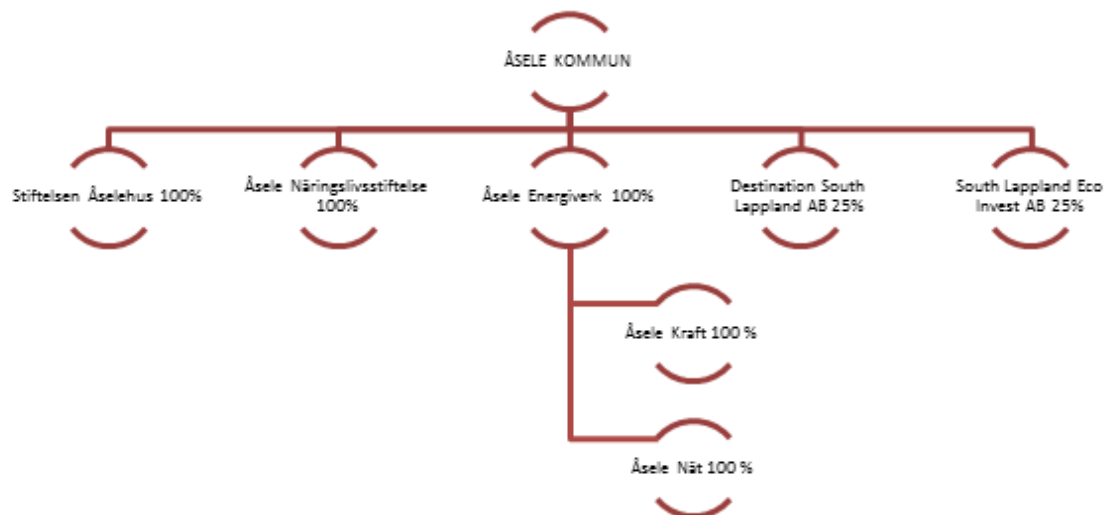 ÅSELE KOMMUN
Stiftelsen Åselehus 100%
Åsele Näringslivsstiftelse
100%
Åsele Energiverk 100%
Destination South
Lappland AB 25%
South Lappland Eco
Invest AB 25%
Åsele Kraft 100 %
Åsele Nät 100 %